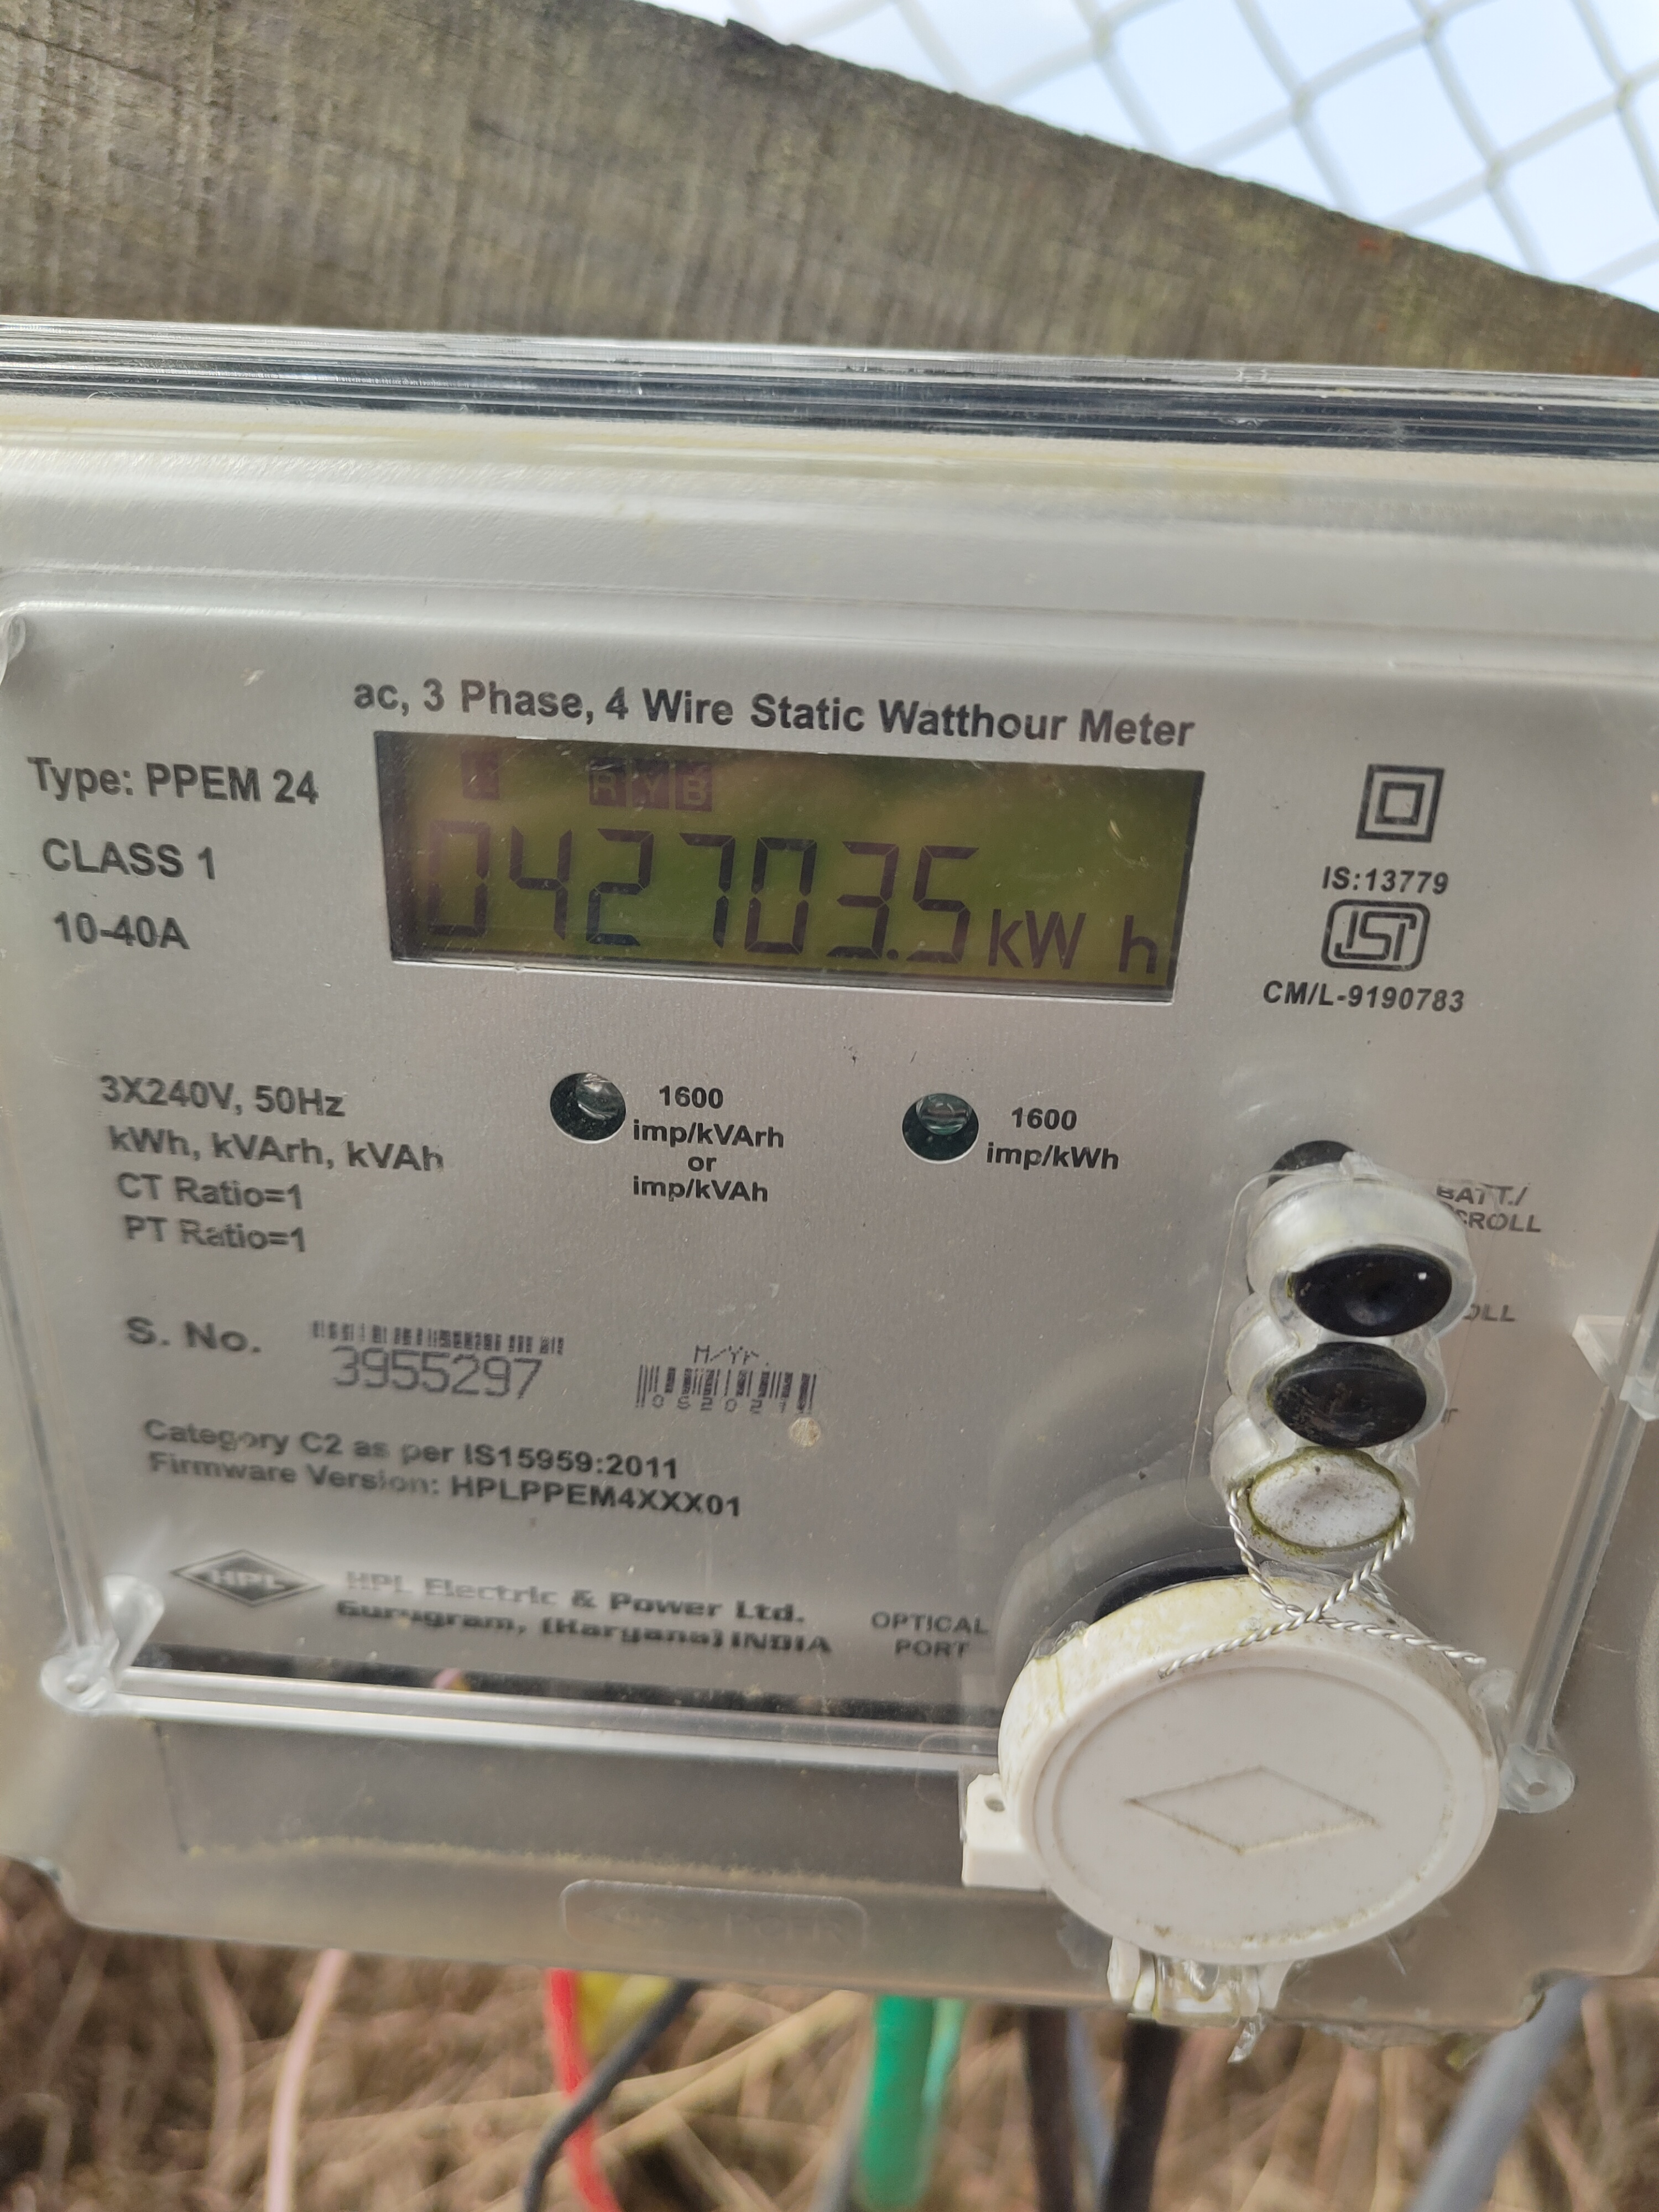 ac, 3 Phase, 4 Wire Static Watthour Meter
Type: PPEM 24
CLASS 1
10-40A
R Y B
042703.5 kW h
IS:13779
ISI
CM/L-9190783
3X240V, 50Hz
kWh, kVArh, kVAh
CT Ratio=1
PT Ratio=1
1600
imp/kVArh
or
imp/kVAh
1600
imp/kWh
BATT./
S. No.
3955297
M/Yr.
062021
Category C2 as per IS15959:2011
Firmware Version: HPLPPEM4XXX01
HPL
HPL Electric & Power Ltd.
Gurugram, (Haryana) INDIA
OPTICAL
PORT